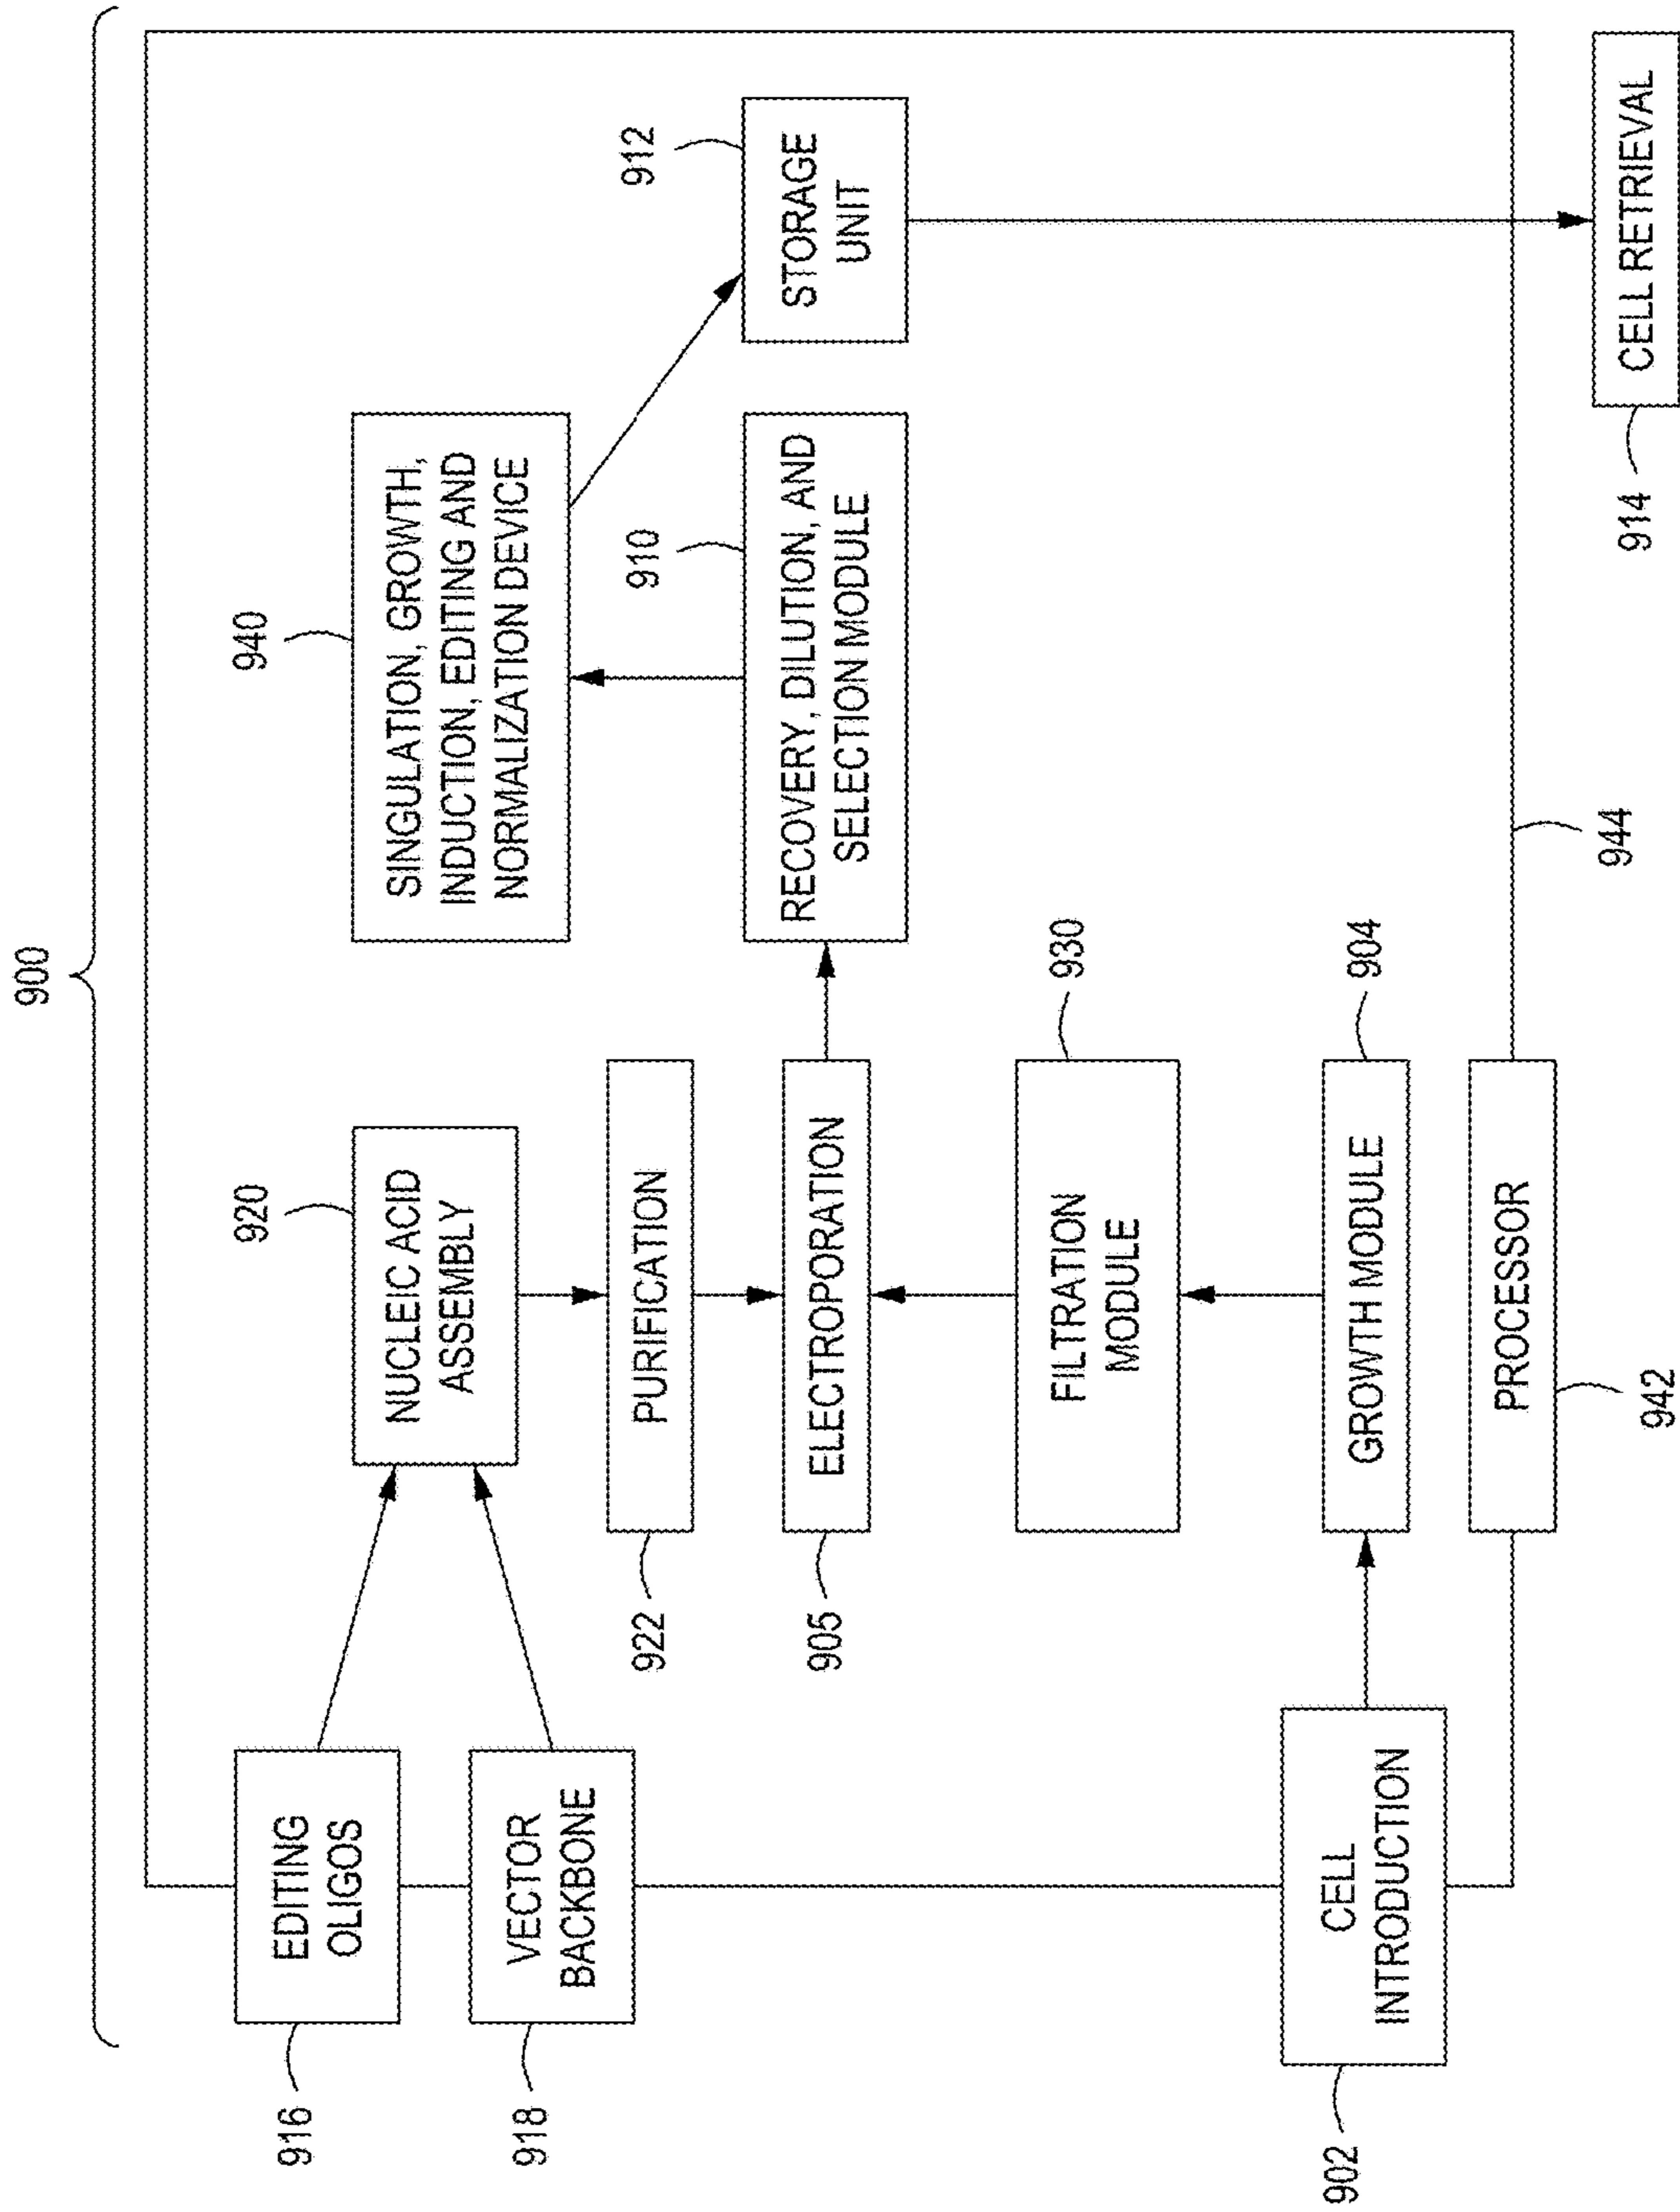 900
916
EDITING
OLIGOS
918
VECTOR
BACKBONE
920
NUCLEIC ACID
ASSEMBLY
922
PURIFICATION
905
ELECTROPORATION
930
FILTRATION
MODULE
904
GROWTH MODULE
902
CELL
INTRODUCTION
942
PROCESSOR
944
940
SINGULATION, GROWTH,
INDUCTION, EDITING AND
NORMALIZATION DEVICE
910
RECOVERY, DILUTION, AND
SELECTION MODULE
912
STORAGE
UNIT
914
CELL RETRIEVAL